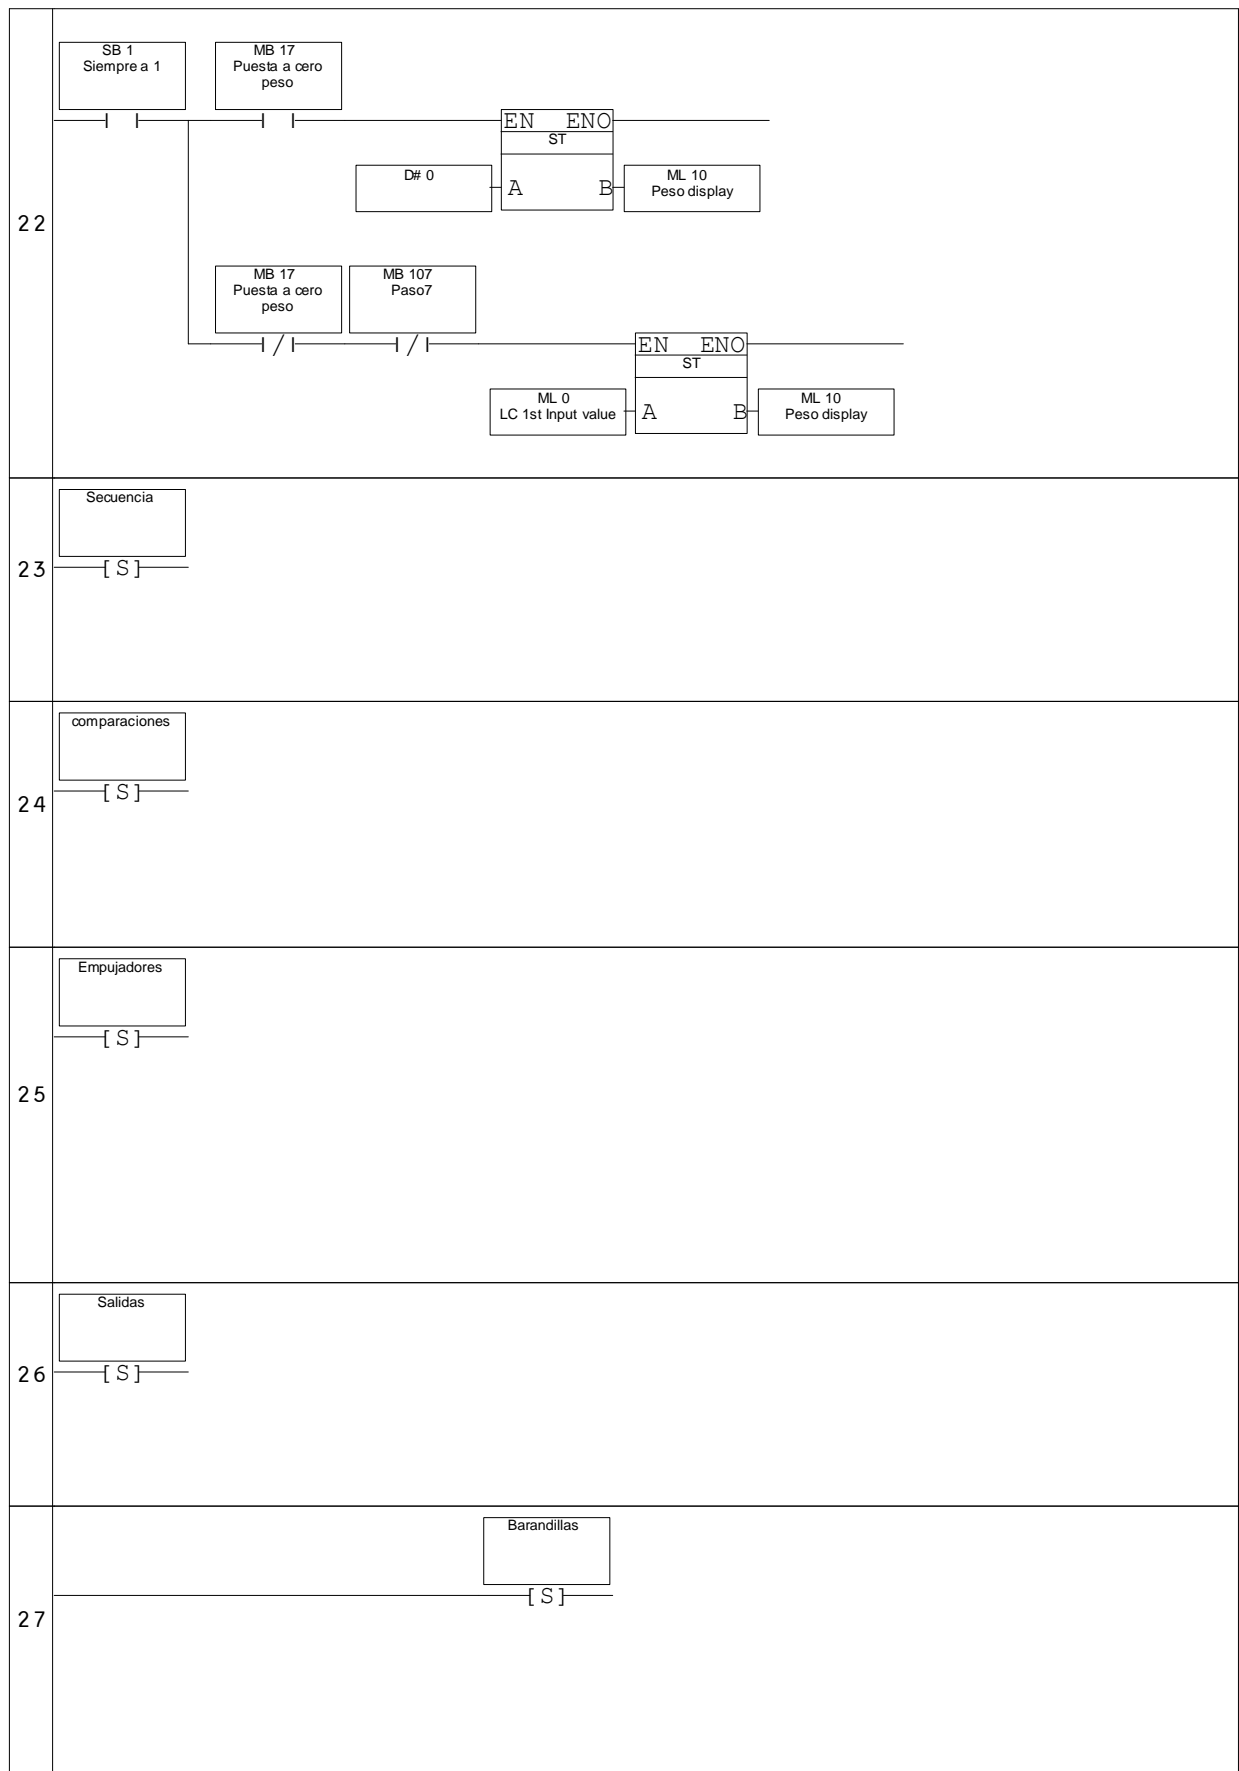 SB 1
Siempre a 1
MB 17
Puesta a cero
peso
EN ENO
ST
D# 0
A B
ML 10
Peso display
22
MB 17
Puesta a cero
peso
MB 107
Paso7
EN ENO
ST
ML 0
LC 1st Input value
A B
ML 10
Peso display
Secuencia
23
[ S ]
comparaciones
[ S ]
24
Empujadores
[ S ]
25
Salidas
26
[ S ]
Barandillas
[ S ]
27